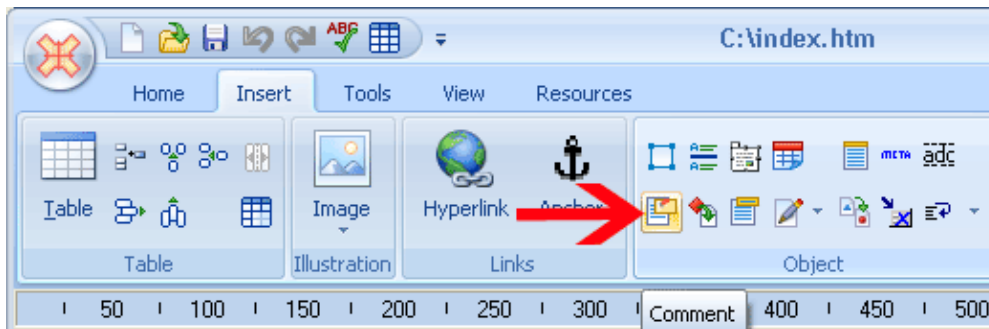 ABC
C:\index.htm
Home Insert Tools View Resources
META adc
Table Image Hyperlink Anchor
Table Illustration Links Object
50 100 150 200 250 300 400 450 500
Comment